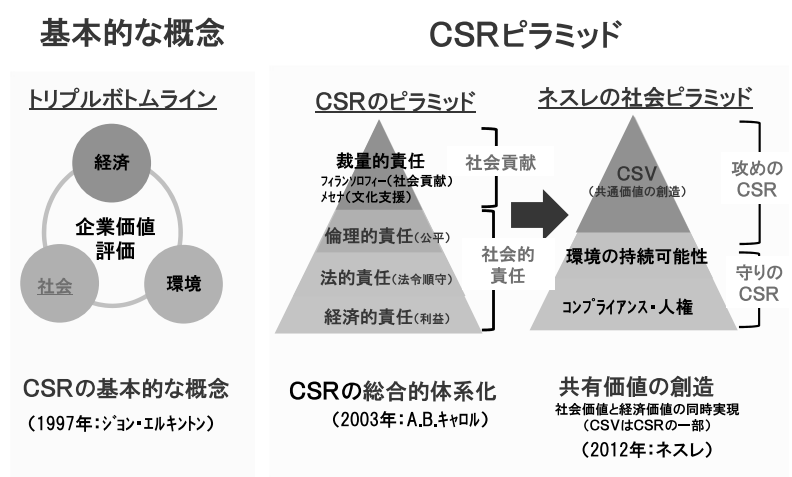 基本的な概念
トリプルボトムライン
経済
企業価値
評価
社会
環境
CSRの基本的な概念
(1997年：ｼﾞｮﾝ・ｴﾙｷﾝﾄﾝ)
CSRピラミッド
CSRのピラミッド
裁量的責任
ﾌｨﾗﾝｿﾛﾌｨｰ(社会貢献)
ﾒｾﾅ(文化支援)
倫理的責任(公平)
法的責任(法令順守)
経済的責任(利益)
社会貢献
社会的
責任
CSRの総合的体系化
(2003年：A.B.ｷｬﾛﾙ)
ネスレの社会ピラミッド
CSV
(共通価値の創造)
環境の持続可能性
ｺﾝﾌﾟﾗｲｱﾝｽ・人権
攻めの
CSR
守りの
CSR
共有価値の創造
社会価値と経済価値の同時実現
(CSVはCSRの一部)
(2012年：ネスレ)